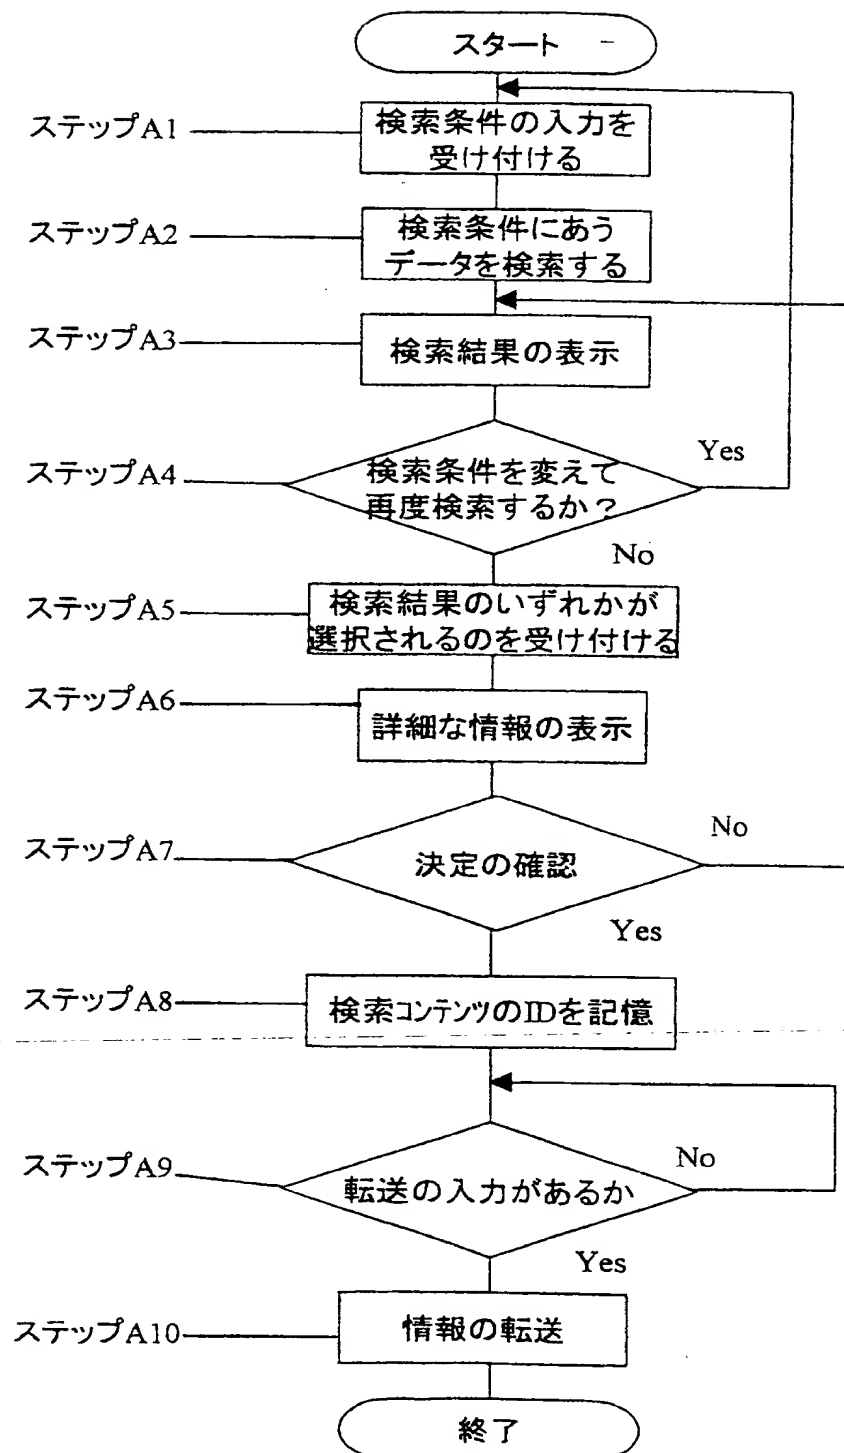 スタート
ステップA1
検索条件の入力を
受け付ける
ステップA2
検索条件にあう
データを検索する
ステップA3
検索結果の表示
ステップA4
検索条件を変えて
再度検索するか？
Yes
No
ステップA5
検索結果のいずれかが
選択されるのを受け付ける
ステップA6
詳細な情報の表示
ステップA7
決定の確認
No
Yes
ステップA8
検索コンテンツのIDを記憶
ステップA9
転送の入力があるか
No
Yes
ステップA10
情報の転送
終了